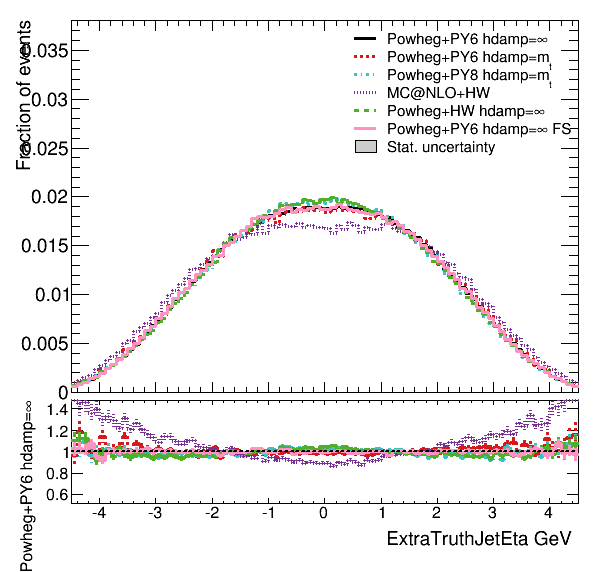 Fraction of events
0.035
0.03
0.025
0.02
0.015
0.01
0.005
0
Powheg+PY6 hdamp=∞
Powheg+PY6 hdamp=m_t
Powheg+PY8 hdamp=m_t
MC@NLO+HW
Powheg+HW hdamp=∞
Powheg+PY6 hdamp=∞ FS
Stat. uncertainty
Powheg+PY6 hdamp=∞
1.4
1.2
1
0.8
0.6
-4 -3 -2 -1 0 1 2 3 4
ExtraTruthJetEta GeV